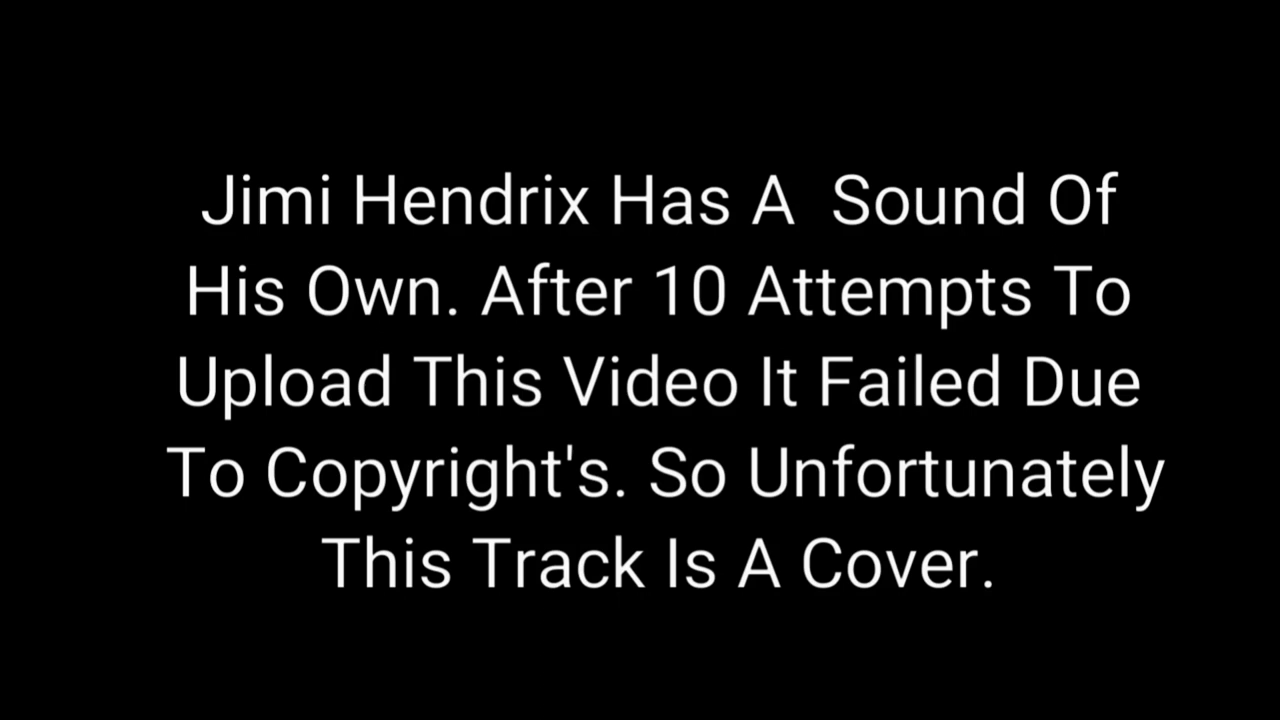 Jimi Hendrix Has A  Sound Of
His Own. After 10 Attempts To
Upload This Video It Failed Due
To Copyright's. So Unfortunately
This Track Is A Cover.